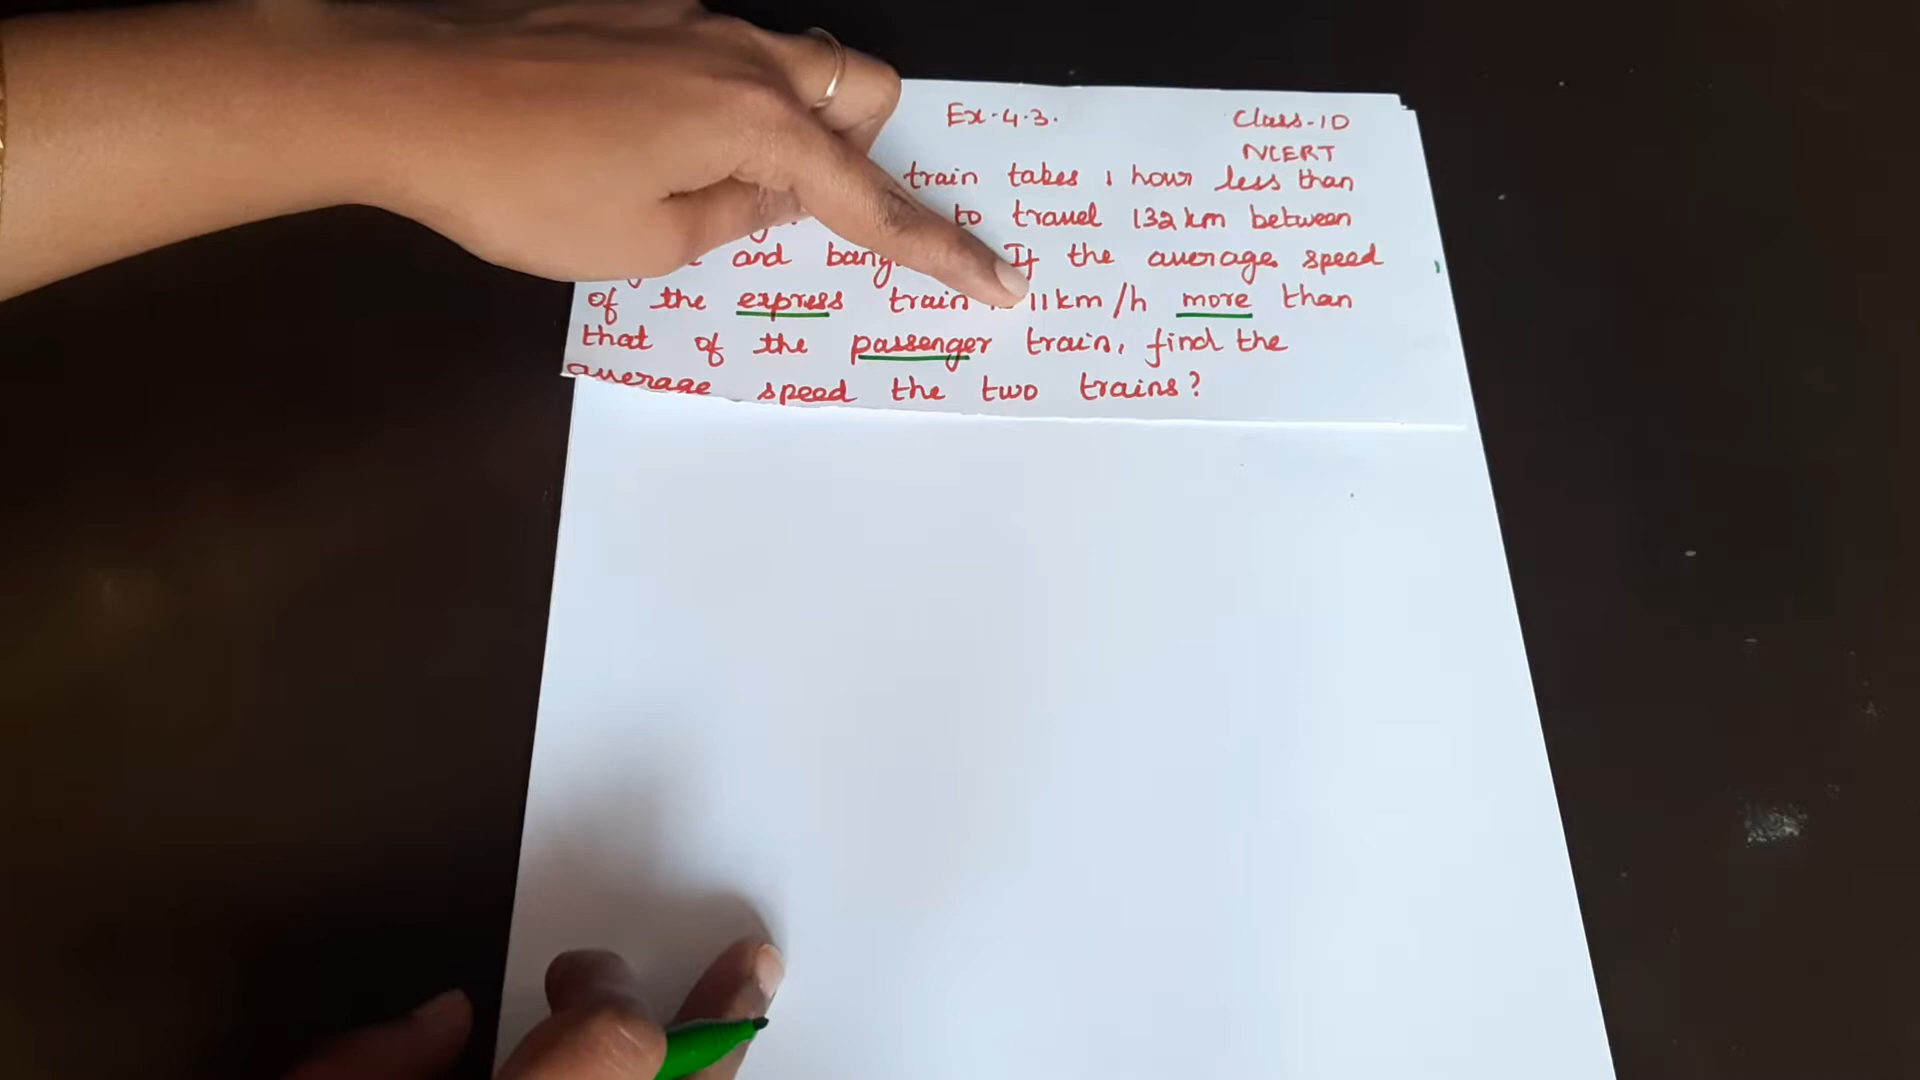 Ex-4.3.
Class-10
NCERT
train takes 1 hour less than
to travel 132 km between
and If the average speed
of the express train 11km/h more than
that of the passenger train, find the
average speed the two trains?